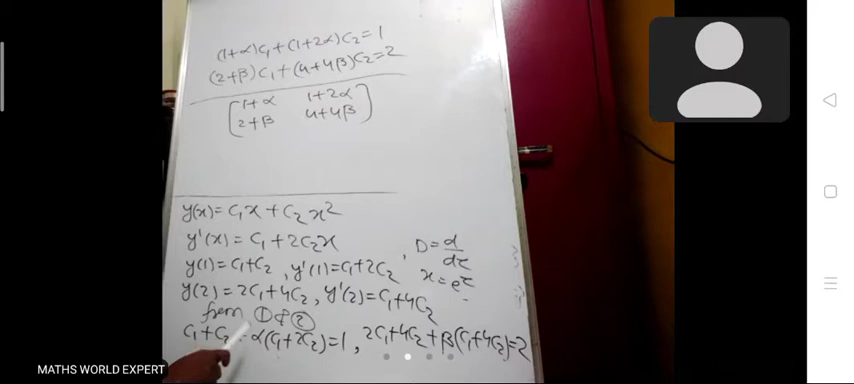 (1+α)C₁+(1+2α)C₂=1
(2+β)C₁+(4+4β)C₂=2
[1+α 1+2α
2+β 4+4β]
y(x)=C₁x+C₂x²
y'(x)=C₁+2C₂x , D=d/dz
y(1)=C₁+C₂ , y'(1)=C₁+2C₂ x=eᶻ
y(2)=2C₁+4C₂, y'(2)=C₁+4C₂
from ① & ②
C₁+C₂ α(C₁+2C₂)=1 , 2C₁+4C₂+β(C₁+4C₂)=2
MATHS WORLD EXPERT